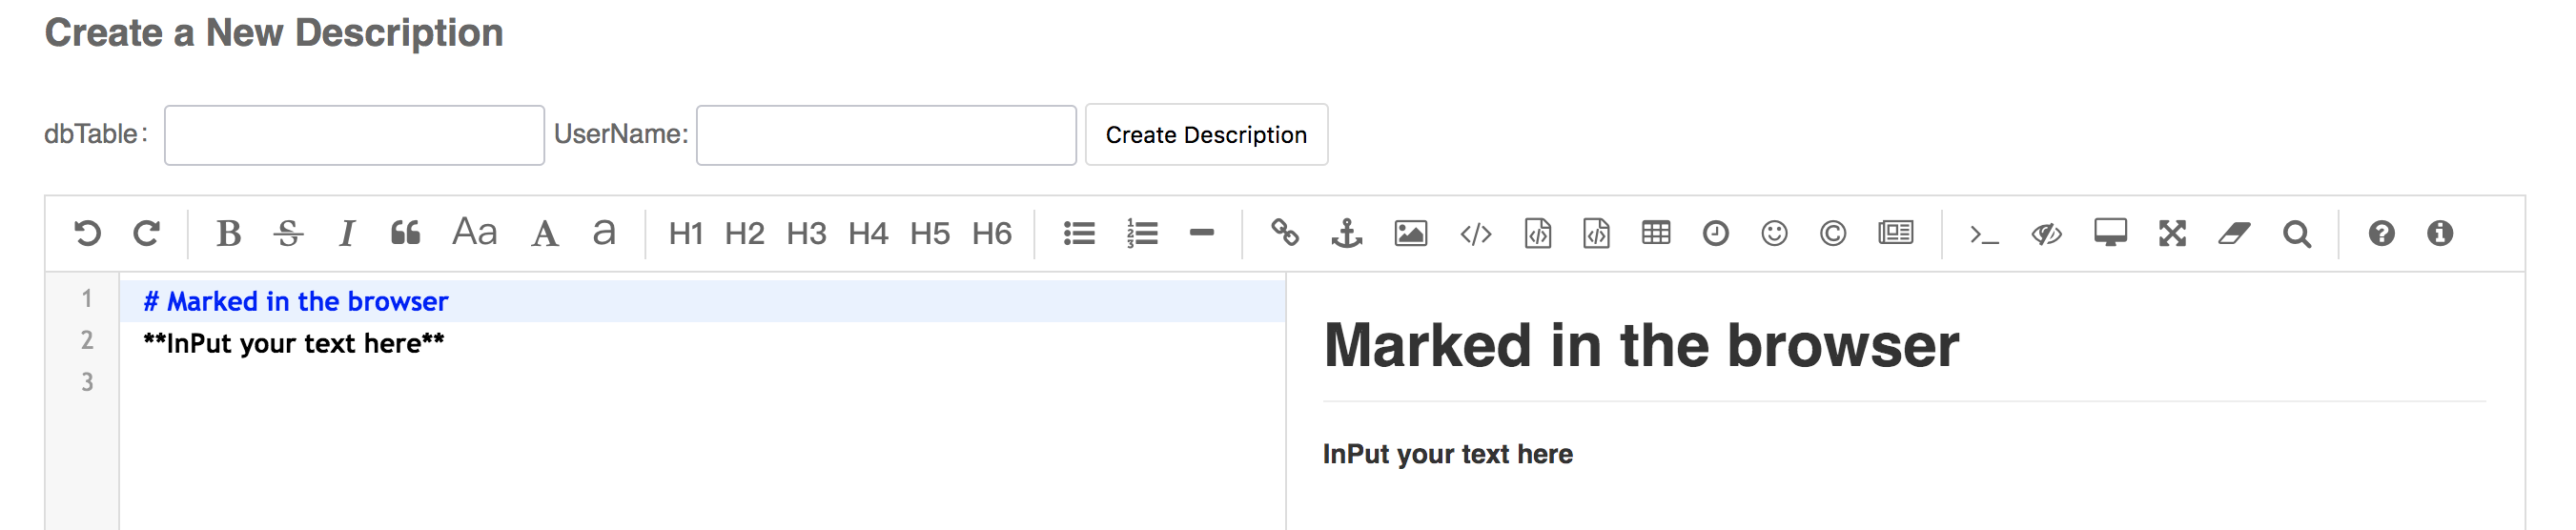 Create a New Description
dbTable: UserName: Create Description
B S I “ Aa A a H1 H2 H3 H4 H5 H6
1 # Marked in the browser
2 **InPut your text here**
3
Marked in the browser
InPut your text here